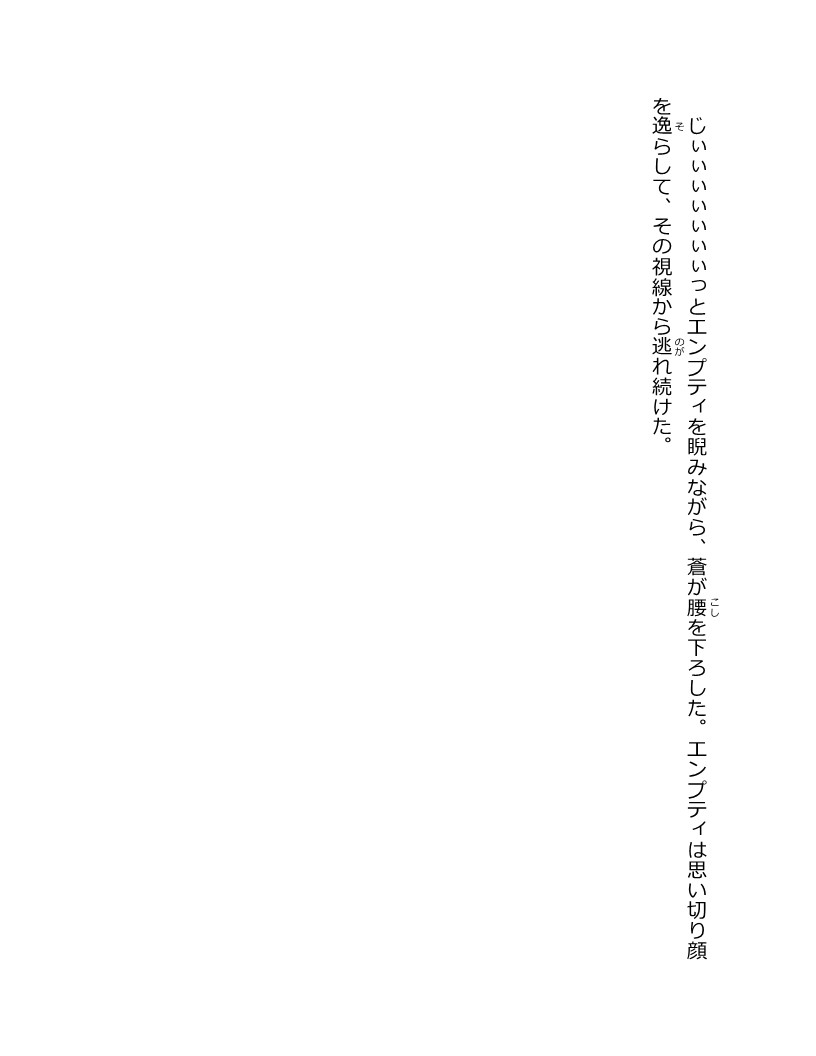 じぃぃぃぃぃぃぃっとエンプティを睨みながら、蒼が腰を下ろした。エンプティは思い切り顔
を逸らして、その視線から逃れ続けた。